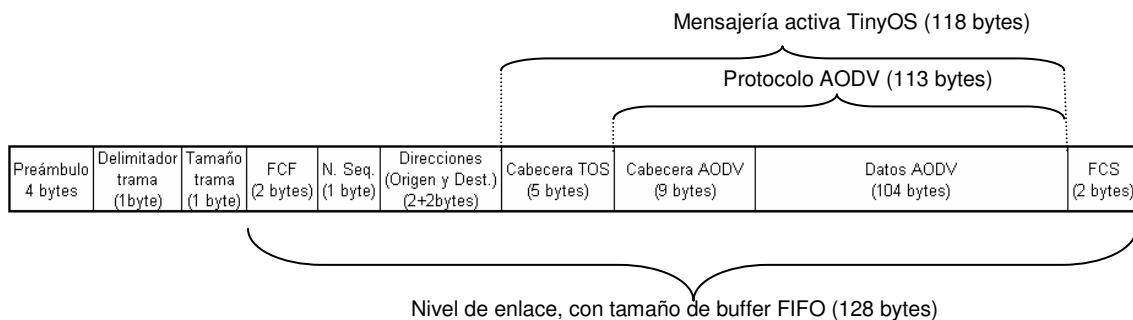 Mensajería activa TinyOS (118 bytes)
Protocolo AODV (113 bytes)
Preámbulo
4 bytes
Delimitador
trama
(1byte)
Tamaño
trama
(1 byte)
FCF
(2 bytes)
N. Seq.
(1 byte)
Direcciones
(Origen y Dest.)
(2+2bytes)
Cabecera TOS
(5 bytes)
Cabecera AODV
(9 bytes)
Datos AODV
(104 bytes)
FCS
(2 bytes)
Nivel de enlace, con tamaño de buffer FIFO (128 bytes)